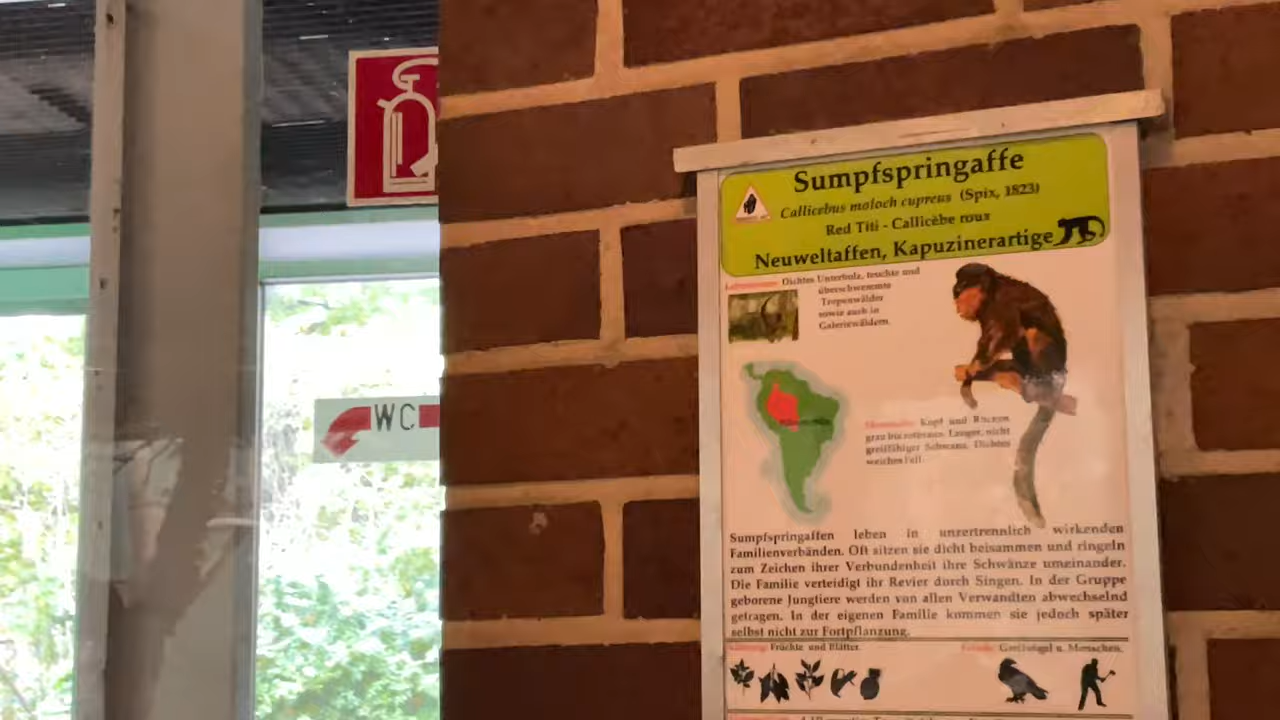 WC
Sumpfspringaffe
Callicebus moloch cupreus (Spix, 1823)
Red Titi - Callicèbe roux
Neuweltaffen, Kapuzinerartige
Lebensraum: Dichtes Unterholz, feuchte und
überschwemmte
Tropenwälder
sowie auch in
Galeriewäldern.
Kopf und Rücken
grau bis rotbraun. Langer, nicht
greiffähiger Schwanz. Dichtes
weiches Fell.
Sumpfspringaffen leben in unzertrennlich wirkenden
Familienverbänden. Oft sitzen sie dicht beisammen und ringeln
zum Zeichen ihrer Verbundenheit ihre Schwänze umeinander.
Die Familie verteidigt ihr Revier durch Singen. In der Gruppe
geborene Jungtiere werden von allen Verwandten abwechselnd
getragen. In der eigenen Familie kommen sie jedoch später
selbst nicht zur Fortpflanzung.
Nahrung: Früchte und Blätter.
Feinde: Greifvögel u. Menschen.